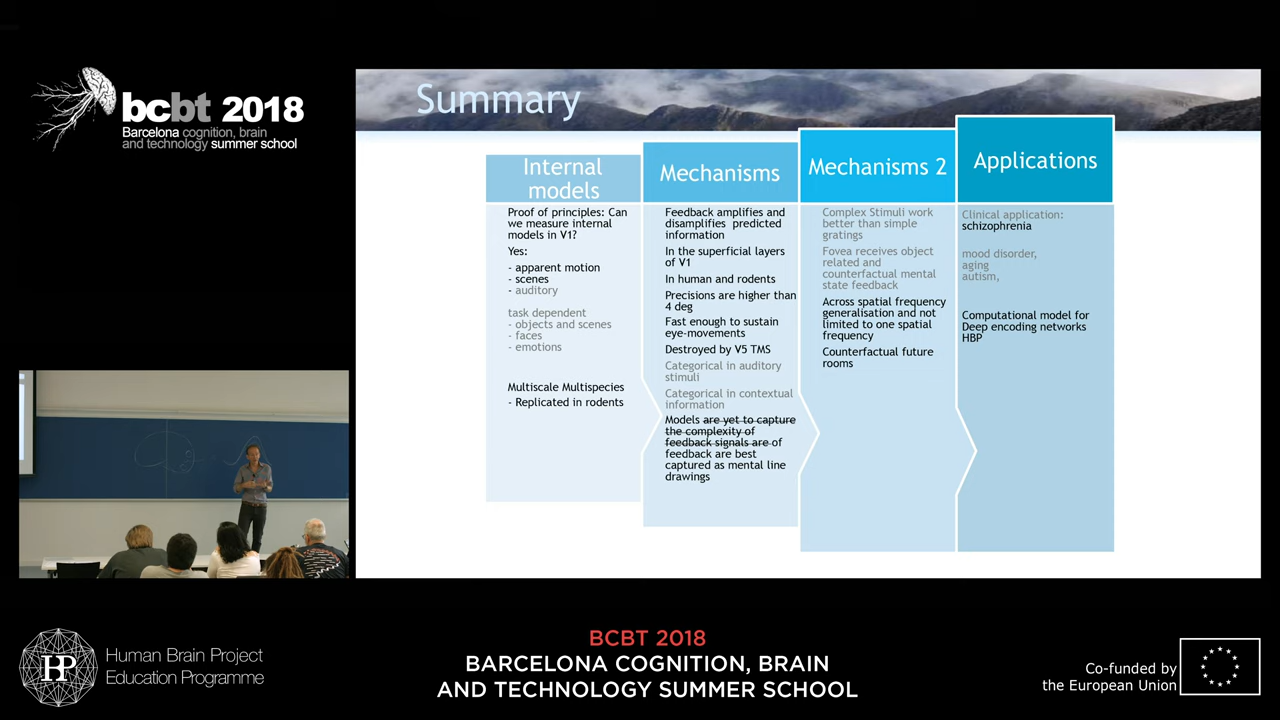 bcbt 2018
Barcelona cognition, brain
and technology summer school
Summary
Internal
models
Proof of principles: Can
we measure internal
models in V1?
Yes:
- apparent motion
- scenes
- auditory
task dependent
- objects and scenes
- faces
- emotions
Multiscale Multispecies
- Replicated in rodents
Mechanisms
Feedback amplifies and
disamplifies predicted
information
In the superficial layers
of V1
In human and rodents
Precisions are higher than
4 deg
Fast enough to sustain
eye-movements
Destroyed by V5 TMS
Categorical in auditory
stimuli
Categorical in contextual
information
Models are yet to capture
the complexity of
feedback signals are of
feedback are best
captured as mental line
drawings
Mechanisms 2
Complex Stimuli work
better than simple
gratings
Fovea receives object
related and
counterfactual mental
state feedback
Across spatial frequency
generalisation and not
limited to one spatial
frequency
Counterfactual future
rooms
Applications
Clinical application:
schizophrenia
mood disorder,
aging
autism,
Computational model for
Deep encoding networks
HBP
HP
Human Brain Project
Education Programme
BCBT 2018
BARCELONA COGNITION, BRAIN
AND TECHNOLOGY SUMMER SCHOOL
Co-funded by
the European Union